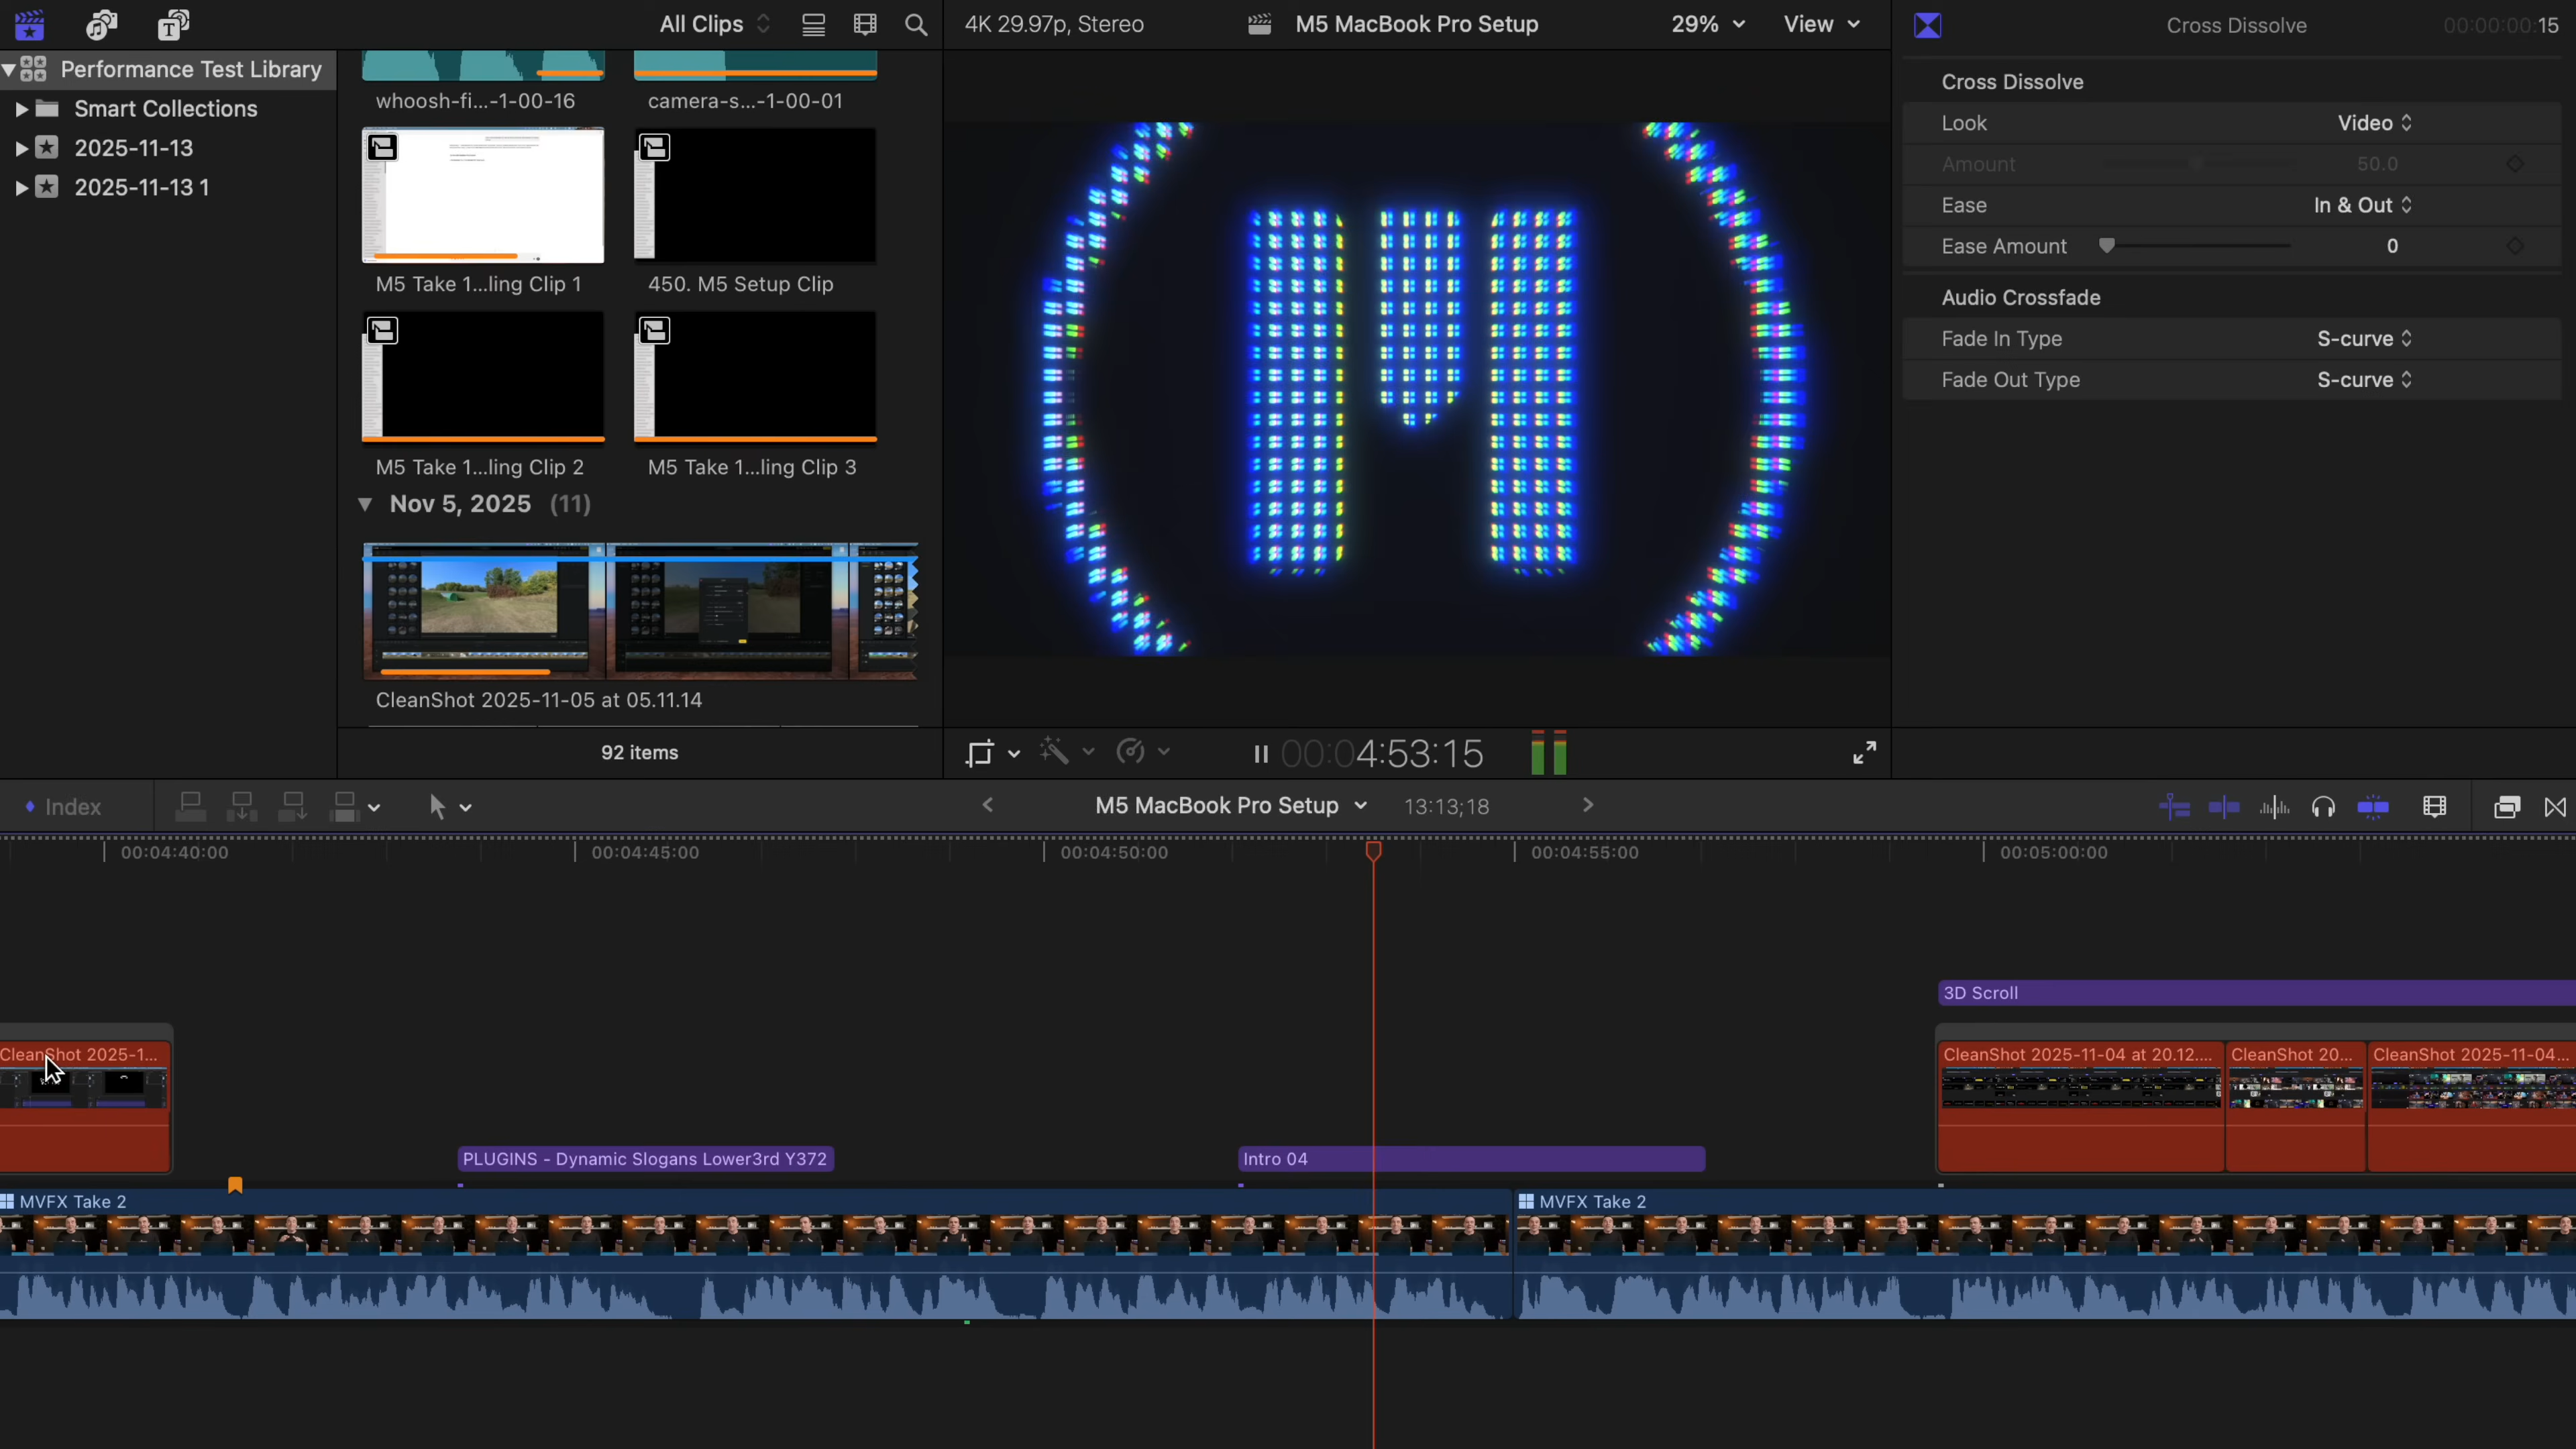 All Clips
4K 29.97p, Stereo
M5 MacBook Pro Setup
29%
View
Cross Dissolve
00:00:00:15
Performance Test Library
Smart Collections
2025-11-13
2025-11-13 1
whoosh-fi...-1-00-16
camera-s...-1-00-01
M5 Take 1...ling Clip 1
450. M5 Setup Clip
M5 Take 1...ling Clip 2
M5 Take 1...ling Clip 3
Nov 5, 2025 (11)
CleanShot 2025-11-05 at 05.11.14
92 items
M
Cross Dissolve
Look Video
Amount 50.0
Ease In & Out
Ease Amount 0
Audio Crossfade
Fade In Type S-curve
Fade Out Type S-curve
00:04:53:15
Index
M5 MacBook Pro Setup
13:13;18
00:04:40:00
00:04:45:00
00:04:50:00
00:04:55:00
00:05:00:00
3D Scroll
CleanShot 2025-1...
CleanShot 2025-11-04 at 20.12....
CleanShot 20...
CleanShot 2025-11-04...
PLUGINS - Dynamic Slogans Lower3rd Y372
Intro 04
MVFX Take 2
MVFX Take 2